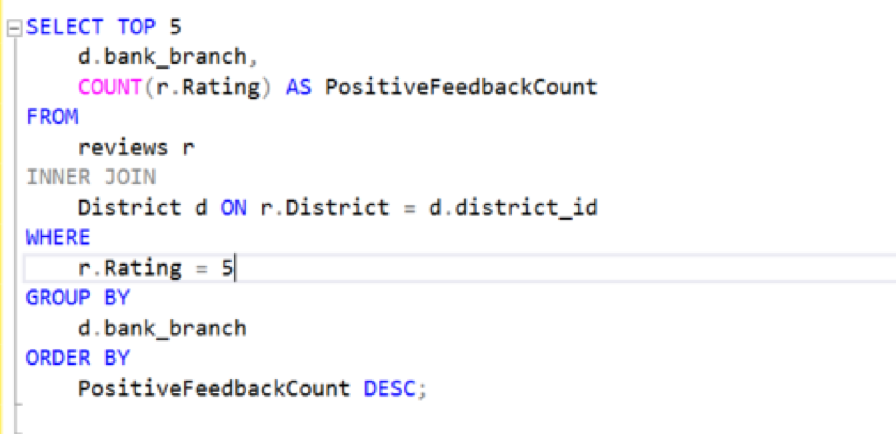 SELECT TOP 5
d.bank_branch,
COUNT(r.Rating) AS PositiveFeedbackCount
FROM
reviews r
INNER JOIN
District d ON r.District = d.district_id
WHERE
r.Rating = 5
GROUP BY
d.bank_branch
ORDER BY
PositiveFeedbackCount DESC;